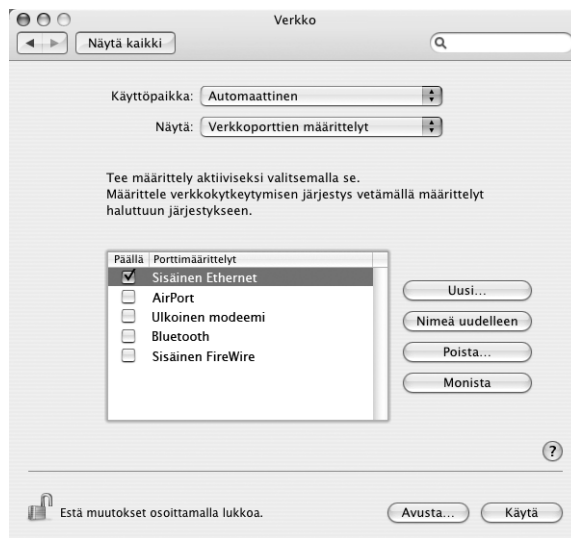 Verkko
Näytä kaikki
Käyttöpaikka: Automaattinen
Näytä: Verkkoporttien määrittelyt
Tee määrittely aktiiviseksi valitsemalla se.
Määrittele verkkokytkeytymisen järjestys vetämällä määrittelyt
haluttuun järjestykseen.
Päällä Porttimäärittelyt
Sisäinen Ethernet
AirPort
Ulkoinen modeemi
Bluetooth
Sisäinen FireWire
Uusi...
Nimeä uudelleen
Poista...
Monista
?
Estä muutokset osoittamalla lukkoa.
Avusta... Käytä